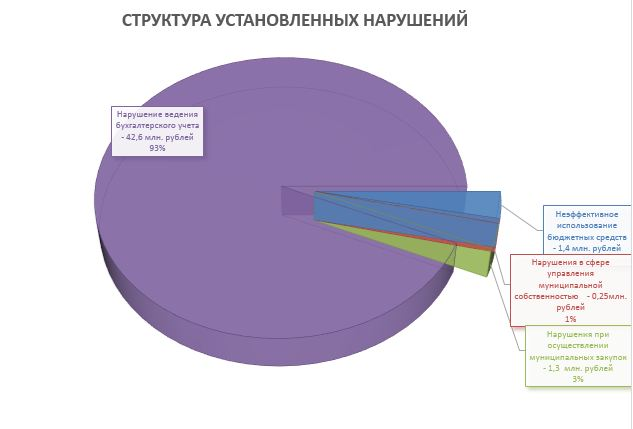 СТРУКТУРА УСТАНОВЛЕННЫХ НАРУШЕНИЙ
Нарушение ведения
бухгалтерского учета
- 42,6 млн. рублей
93%
Неэффективное
использование
бюджетных средств
- 1,4 млн. рублей
Нарушения в сфере
управления
муниципальной
собственностью - 0,25млн.
рублей
1%
Нарушения при
осуществлении
муниципальных закупок
- 1,3 млн. рублей
3%